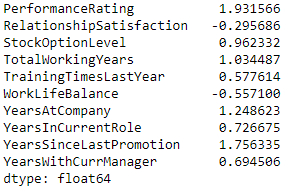 PerformanceRating 1.931566
RelationshipSatisfaction -0.295686
StockOptionLevel 0.962332
TotalWorkingYears 1.034487
TrainingTimesLastYear 0.577614
WorkLifeBalance -0.557100
YearsAtCompany 1.248623
YearsInCurrentRole 0.726675
YearsSinceLastPromotion 1.756335
YearsWithCurrManager 0.694506
dtype: float64